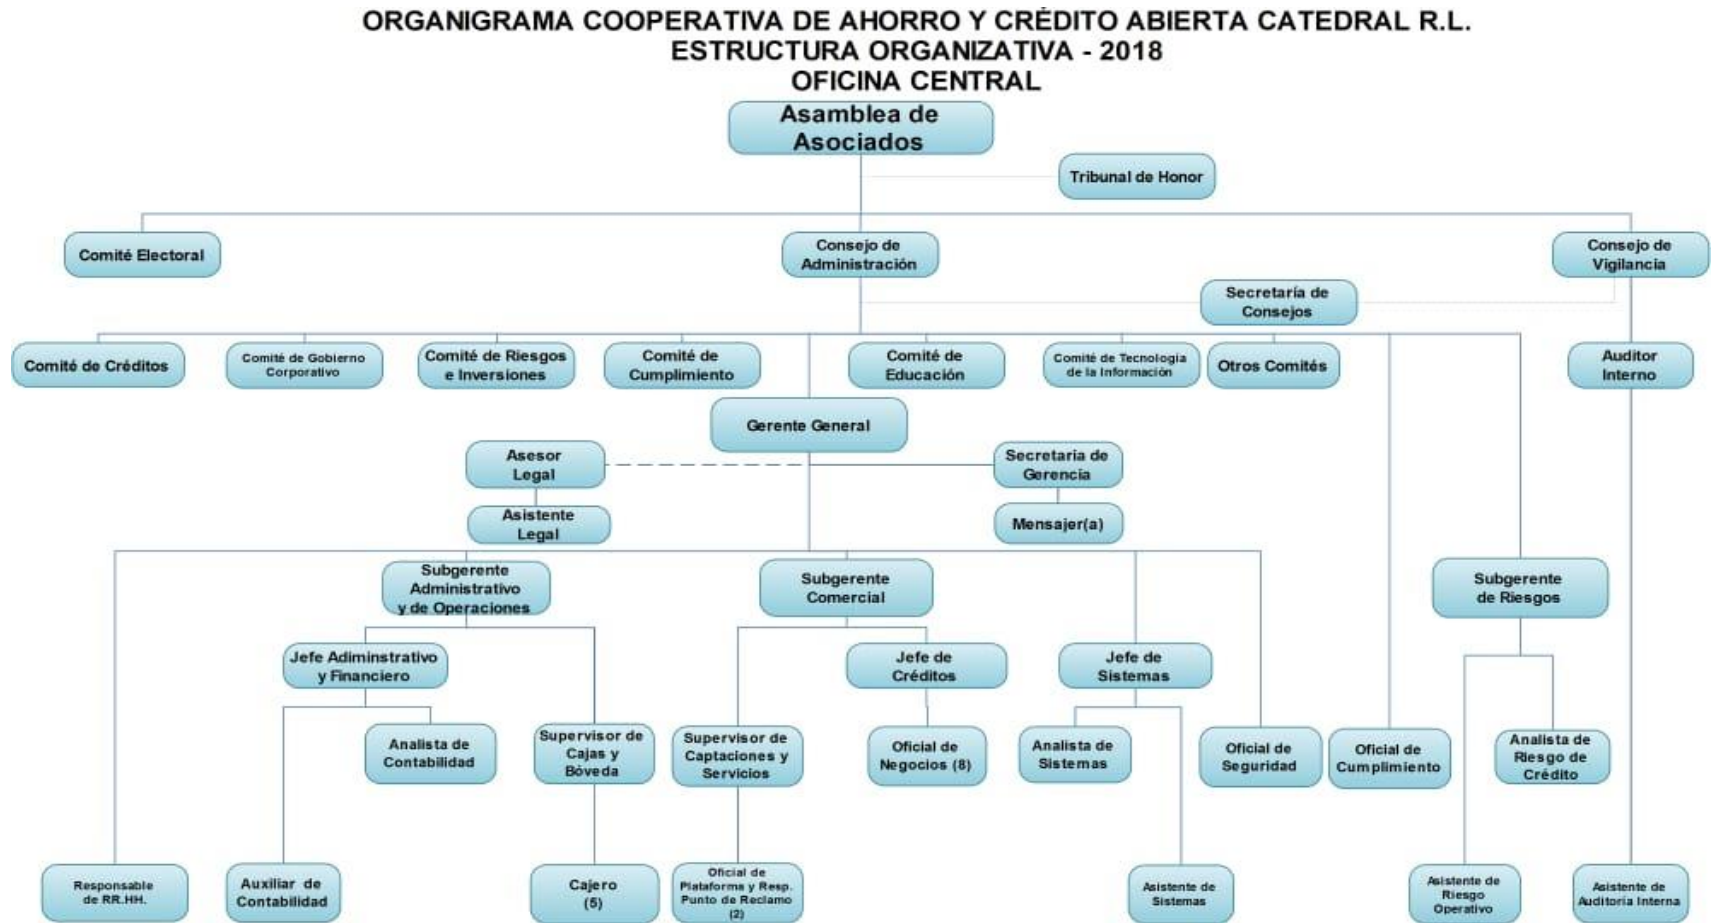 ORGANIGRAMA COOPERATIVA DE AHORRO Y CRÉDITO ABIERTA CATEDRAL R.L.
ESTRUCTURA ORGANIZATIVA - 2018
OFICINA CENTRAL
Asamblea de
Asociados
Tribunal de Honor
Comité Electoral
Consejo de
Administración
Consejo de
Vigilancia
Secretaría de
Consejos
Comité de Créditos
Comité de Gobierno
Corporativo
Comité de Riesgos
e Inversiones
Comité de
Cumplimiento
Comité de
Educación
Comité de Tecnología
de la Información
Otros Comités
Auditor
Interno
Gerente General
Asesor
Legal
Secretaria de
Gerencia
Asistente
Legal
Mensajer(a)
Subgerente
Administrativo
y de Operaciones
Subgerente
Comercial
Subgerente
de Riesgos
Jefe Adiminstrativo
y Financiero
Jefe de
Créditos
Jefe de
Sistemas
Analista de
Contabilidad
Supervisor de
Cajas y
Bóveda
Supervisor de
Captaciones y
Servicios
Oficial de
Negocios (8)
Analista de
Sistemas
Oficial de
Seguridad
Oficial de
Cumplimiento
Analista de
Riesgo de
Crédito
Responsable
de RR.HH.
Auxiliar de
Contabilidad
Cajero
(5)
Oficial de
Plataforma y Resp.
Punto de Reclamo
(2)
Asistente de
Sistemas
Asistente de
Riesgo
Operativo
Asistente de
Auditoría Interna